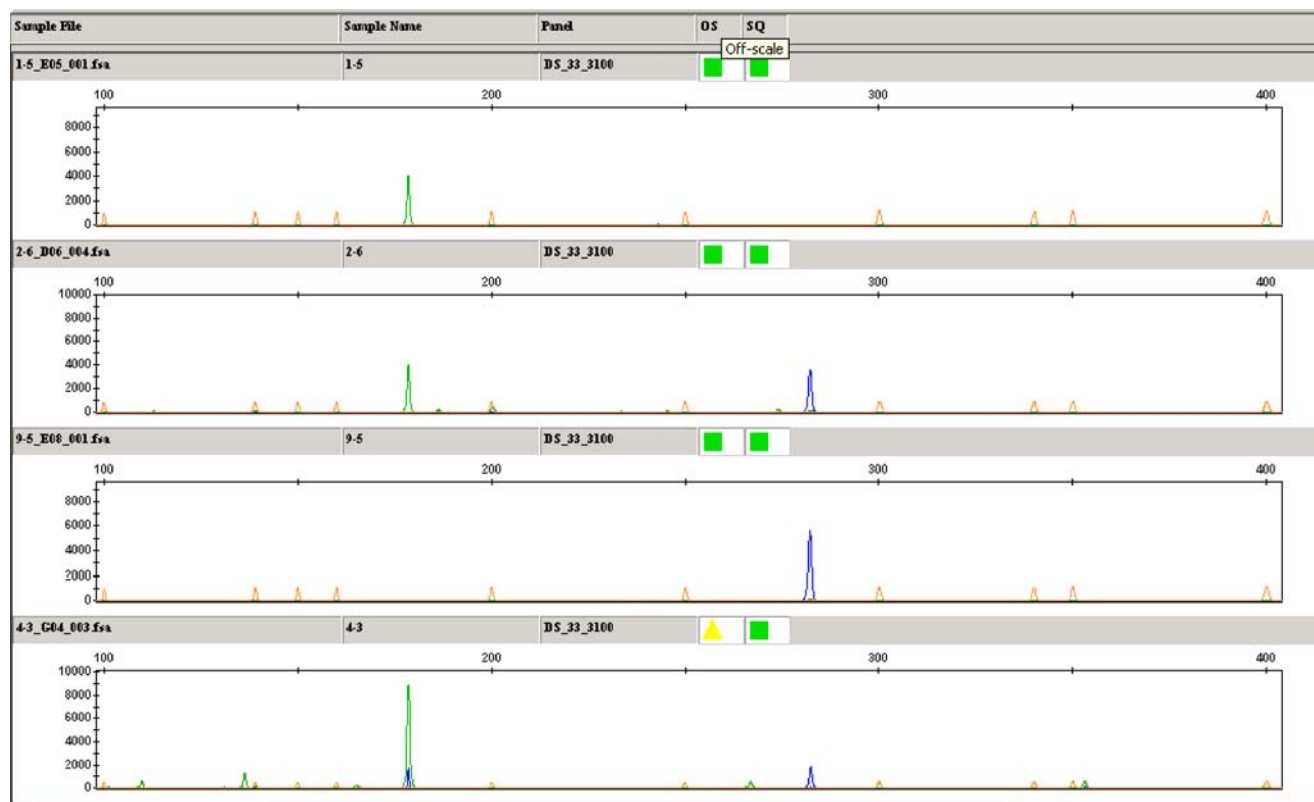 Sample File Sample Name Panel OS SQ
Off-scale
1-5_E05_001.fsa 1-5 DS_33_3100
100 200 300 400
8000
6000
4000
2000
0
2-6_D06_004.fsa 2-6 DS_33_3100
100 200 300 400
10000
8000
6000
4000
2000
0
9-5_E08_001.fsa 9-5 DS_33_3100
100 200 300 400
8000
6000
4000
2000
0
4-3_G04_003.fsa 4-3 DS_33_3100
100 200 300 400
10000
8000
6000
4000
2000
0